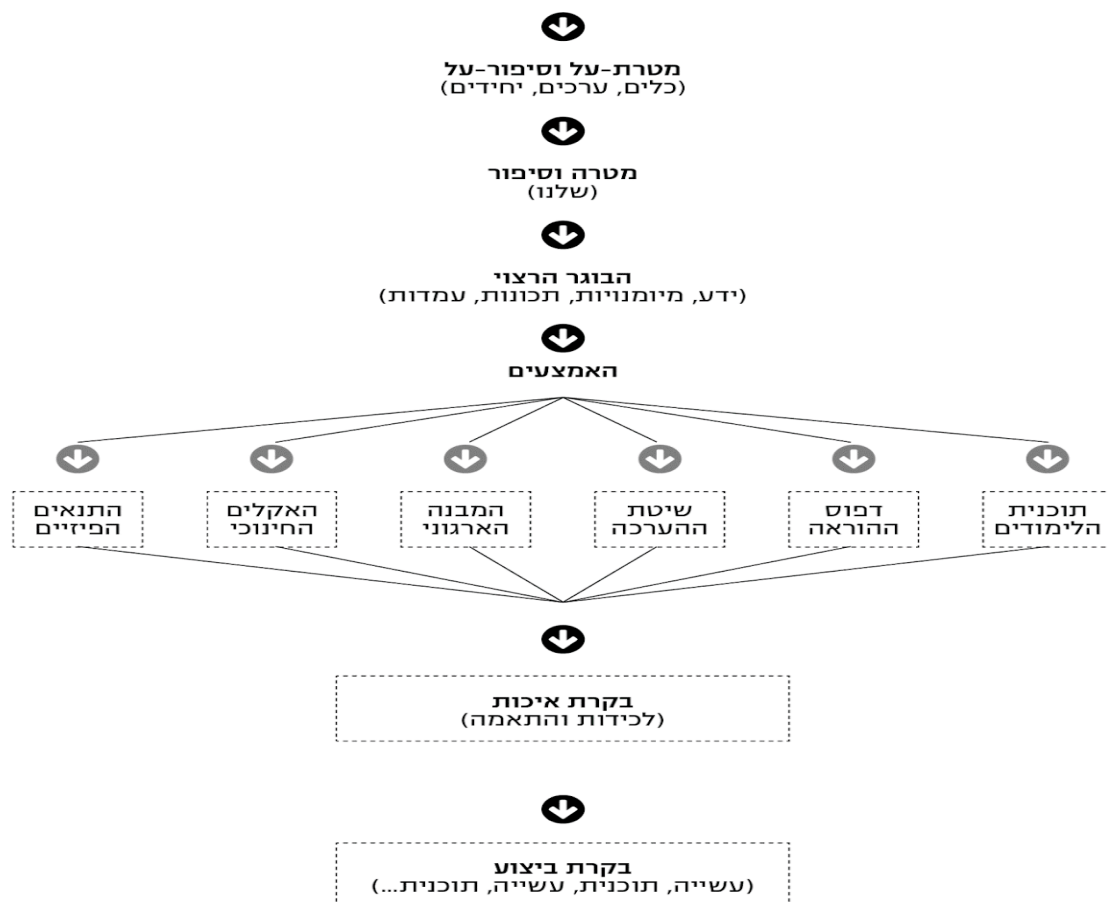 מטרת-על וסיפור-על
(כלים, ערכים, יחידים)
מטרה וסיפור
(שלנו)
הבוגר הרצוי
(ידע, מיומנויות, תכונות, עמדות)
האמצעים
תוכנית
הלימודים
דפוס
ההוראה
שיטת
ההערכה
המבנה
הארגוני
האקלים
החינוכי
התנאים
הפיזיים
בקרת איכות
(לכידות והתאמה)
בקרת ביצוע
(עשייה, תוכנית, עשייה, תוכנית...)